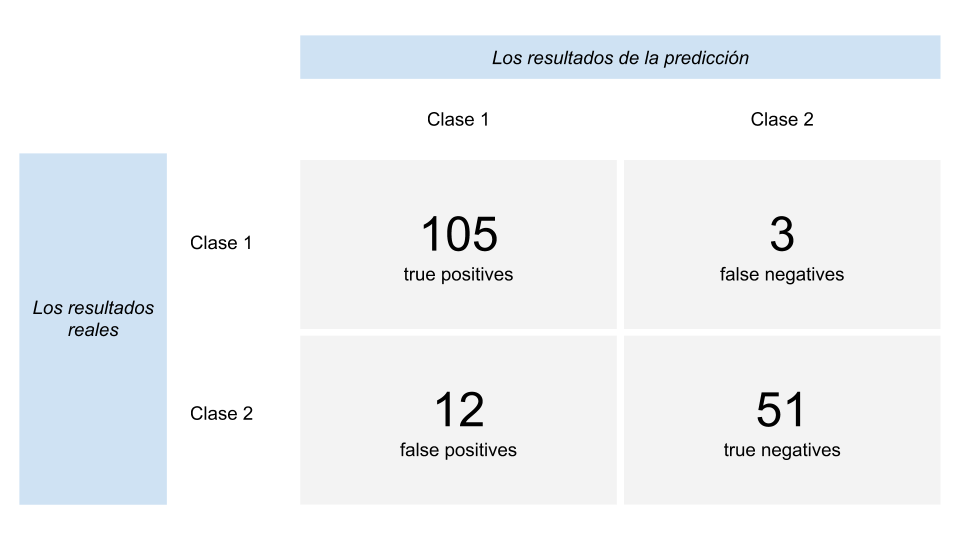 Los resultados de la predicción
Clase 1
Clase 2
Los resultados
reales
Clase 1
105
true positives
3
false negatives
Clase 2
12
false positives
51
true negatives